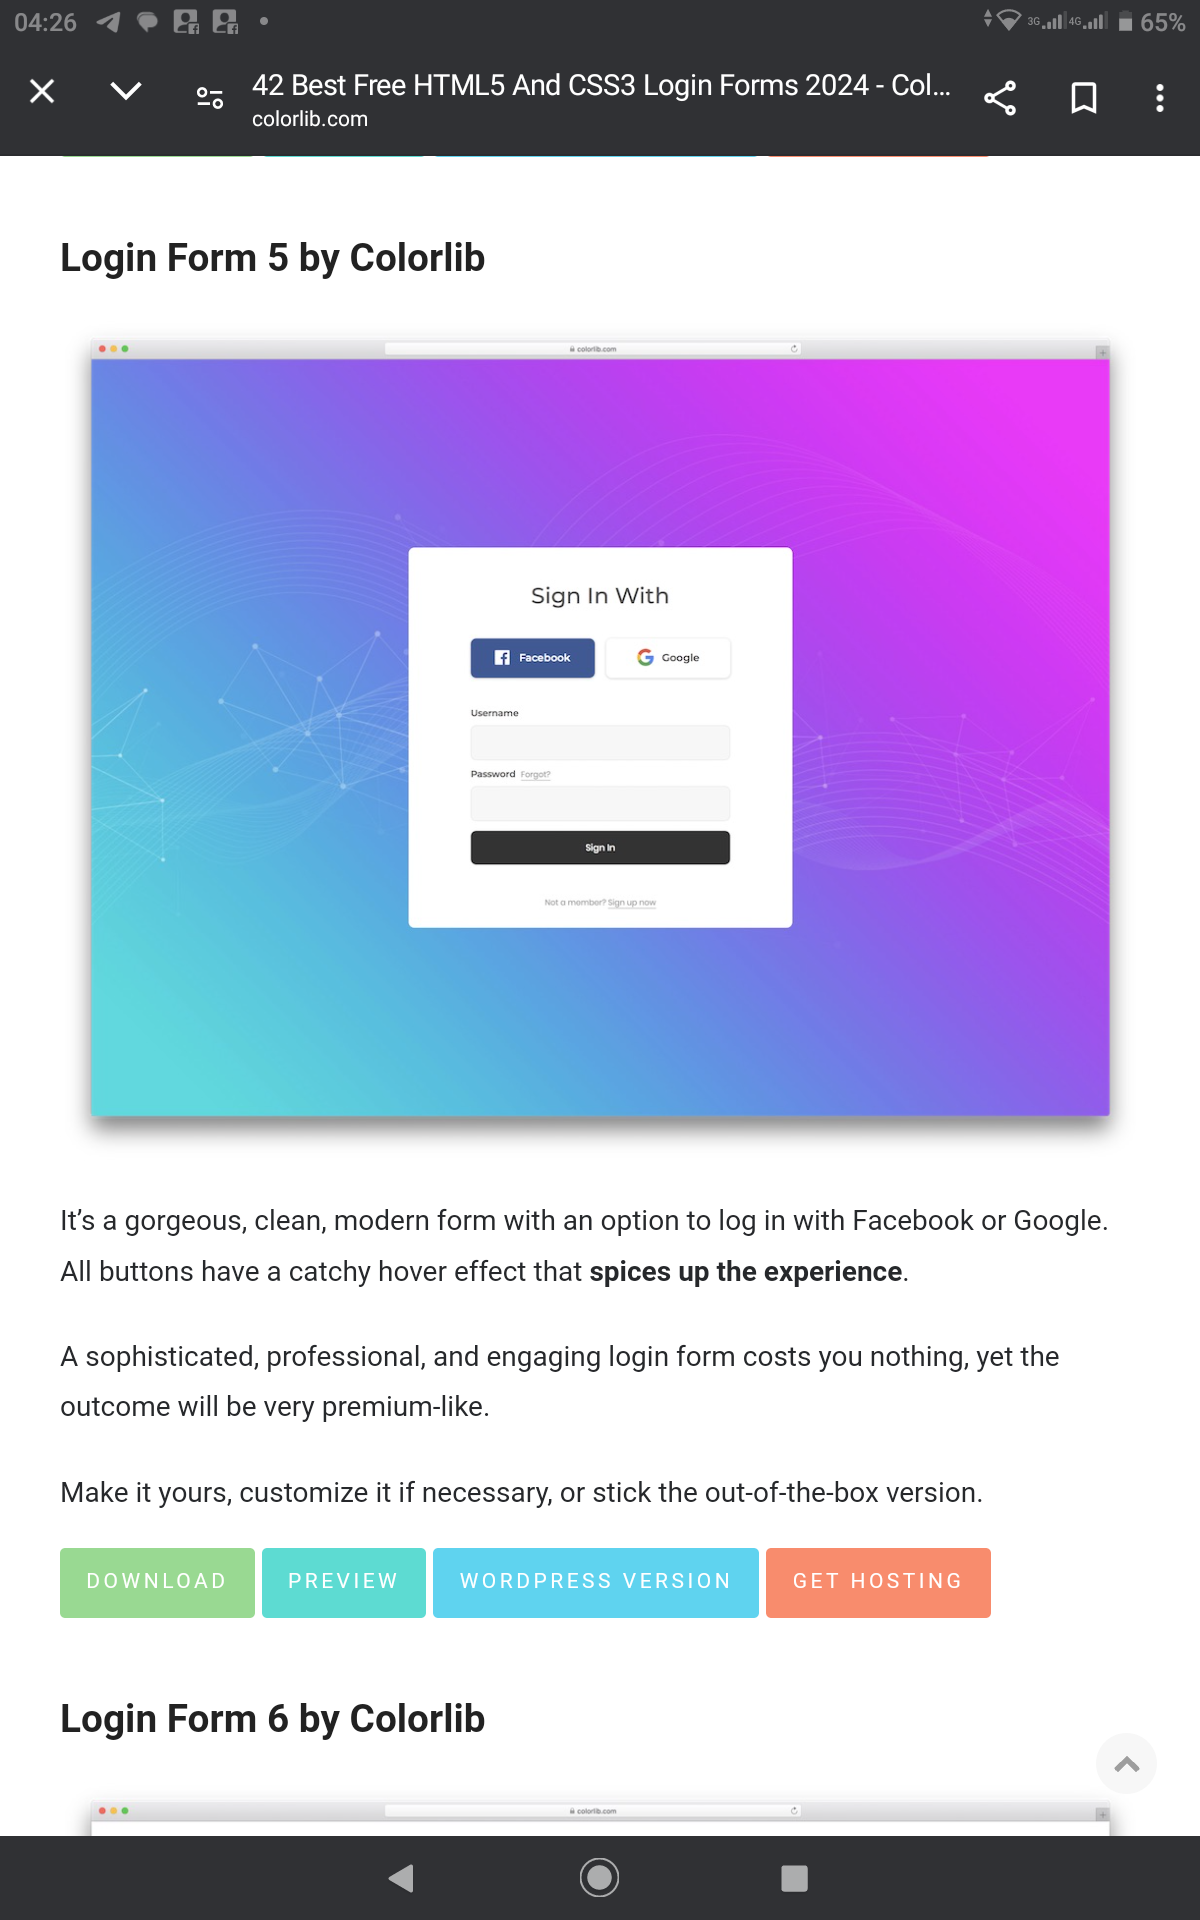 04:26
3G 4G 65%
42 Best Free HTML5 And CSS3 Login Forms 2024 - Col...
colorlib.com
Login Form 5 by Colorlib
colorlib.com
Sign In With
Facebook Google
Username
Password Forgot?
Sign In
Not a member? Sign up now
It’s a gorgeous, clean, modern form with an option to log in with Facebook or Google.
All buttons have a catchy hover effect that spices up the experience.
A sophisticated, professional, and engaging login form costs you nothing, yet the
outcome will be very premium-like.
Make it yours, customize it if necessary, or stick the out-of-the-box version.
DOWNLOAD PREVIEW WORDPRESS VERSION GET HOSTING
Login Form 6 by Colorlib
colorlib.com